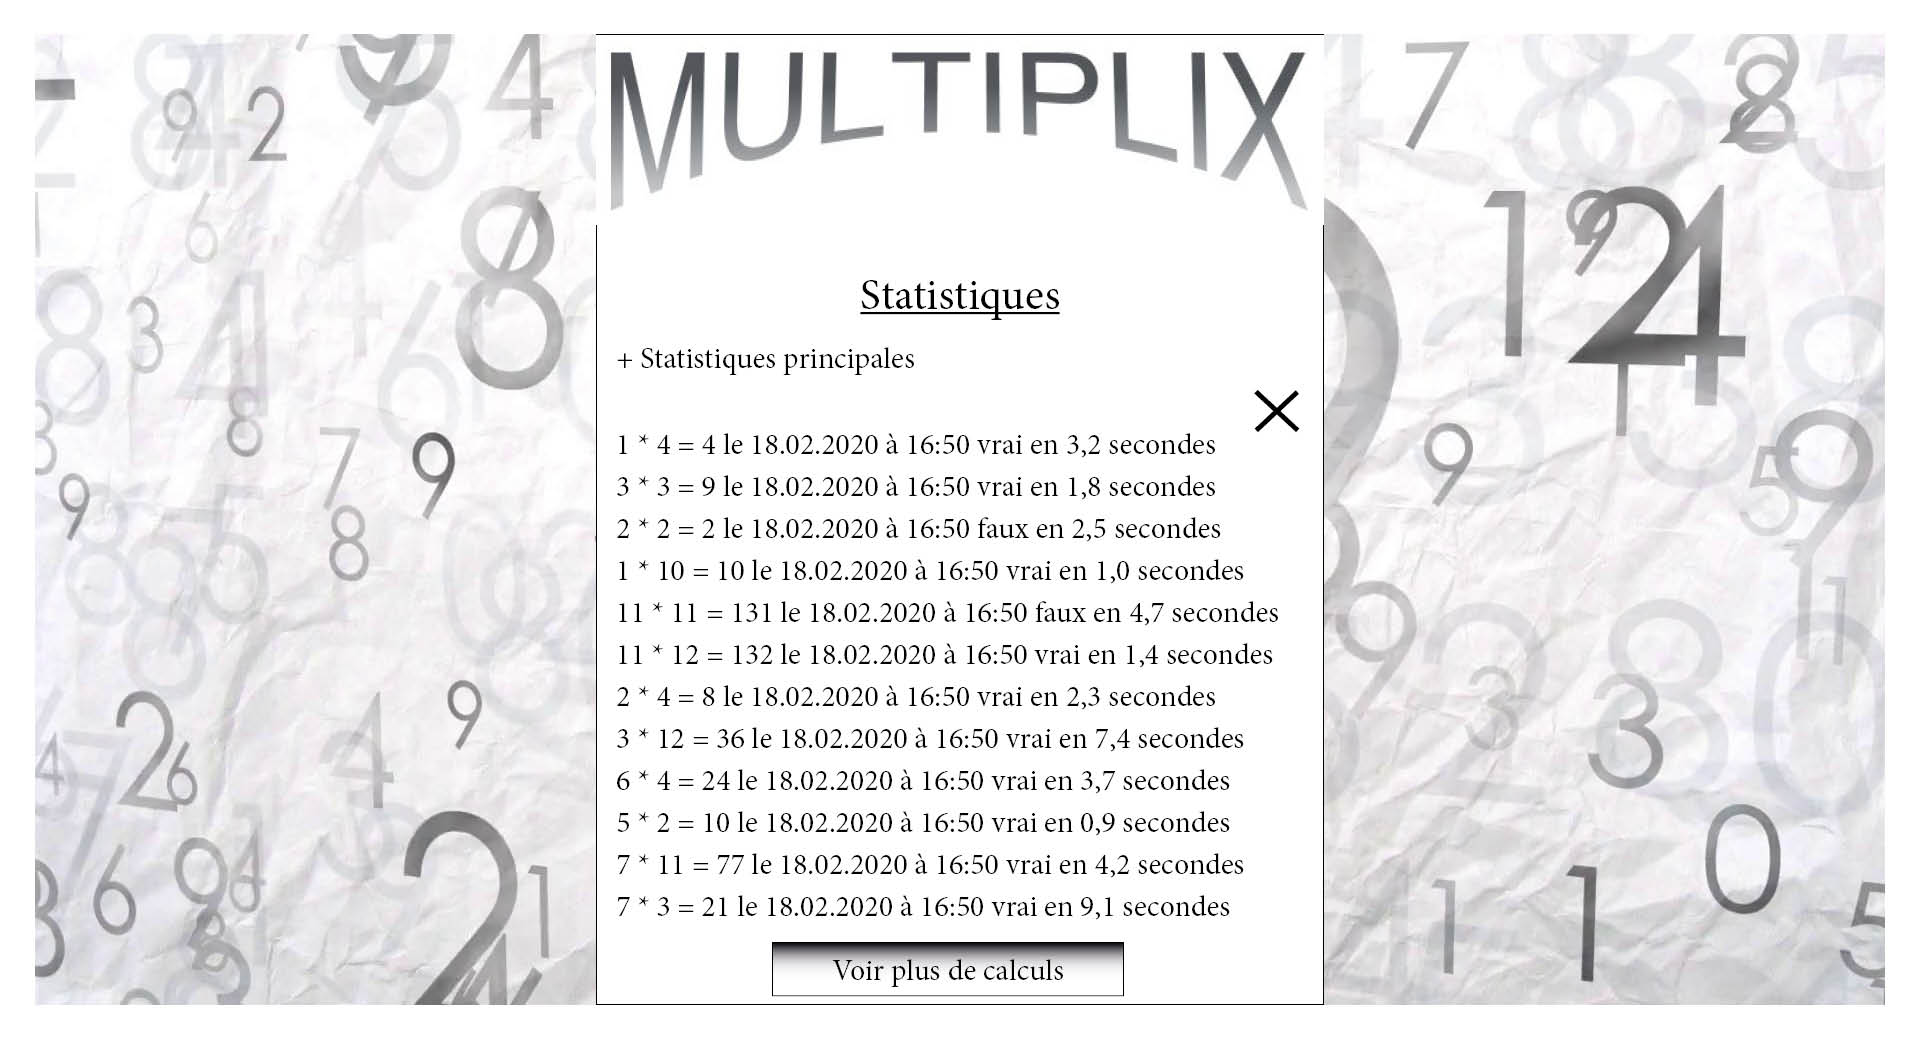 MULTIPLIX
Statistiques
+ Statistiques principales
1 * 4 = 4 le 18.02.2020 à 16:50 vrai en 3,2 secondes
3 * 3 = 9 le 18.02.2020 à 16:50 vrai en 1,8 secondes
2 * 2 = 2 le 18.02.2020 à 16:50 faux en 2,5 secondes
1 * 10 = 10 le 18.02.2020 à 16:50 vrai en 1,0 secondes
11 * 11 = 131 le 18.02.2020 à 16:50 faux en 4,7 secondes
11 * 12 = 132 le 18.02.2020 à 16:50 vrai en 1,4 secondes
2 * 4 = 8 le 18.02.2020 à 16:50 vrai en 2,3 secondes
3 * 12 = 36 le 18.02.2020 à 16:50 vrai en 7,4 secondes
6 * 4 = 24 le 18.02.2020 à 16:50 vrai en 3,7 secondes
5 * 2 = 10 le 18.02.2020 à 16:50 vrai en 0,9 secondes
7 * 11 = 77 le 18.02.2020 à 16:50 vrai en 4,2 secondes
7 * 3 = 21 le 18.02.2020 à 16:50 vrai en 9,1 secondes
Voir plus de calculs